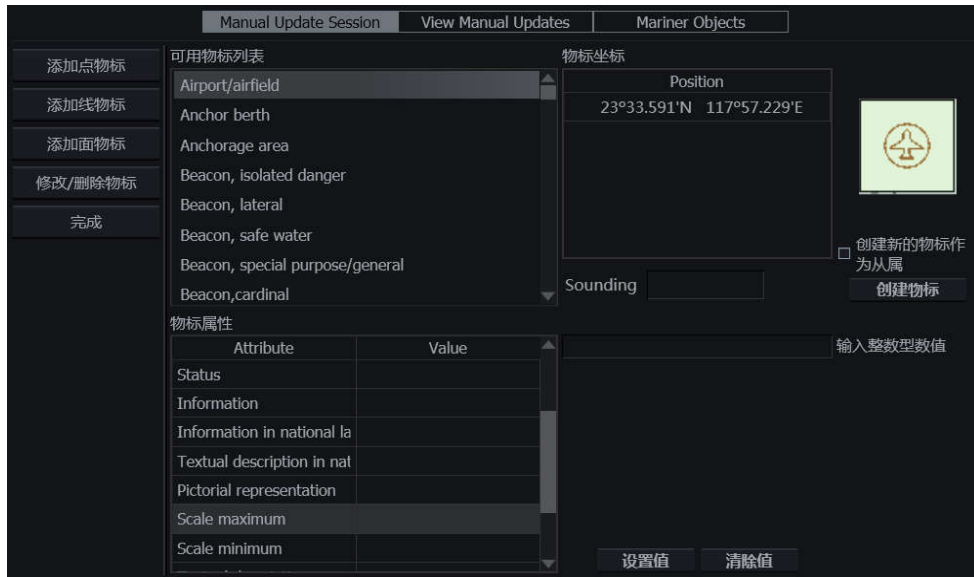 Manual Update Session
View Manual Updates
Mariner Objects
添加点物标
添加线物标
添加面物标
修改/删除物标
完成
可用物标列表
Airport/airfield
Anchor berth
Anchorage area
Beacon, isolated danger
Beacon, lateral
Beacon, safe water
Beacon, special purpose/general
Beacon,cardinal
物标坐标
Position
23º33.591'N 117º57.229'E
Sounding
创建新的物标作
为从属
创建物标
物标属性
Attribute Value
Status
Information
Information in national la
Textual description in nat
Pictorial representation
Scale maximum
Scale minimum
输入整数型数值
设置值
清除值